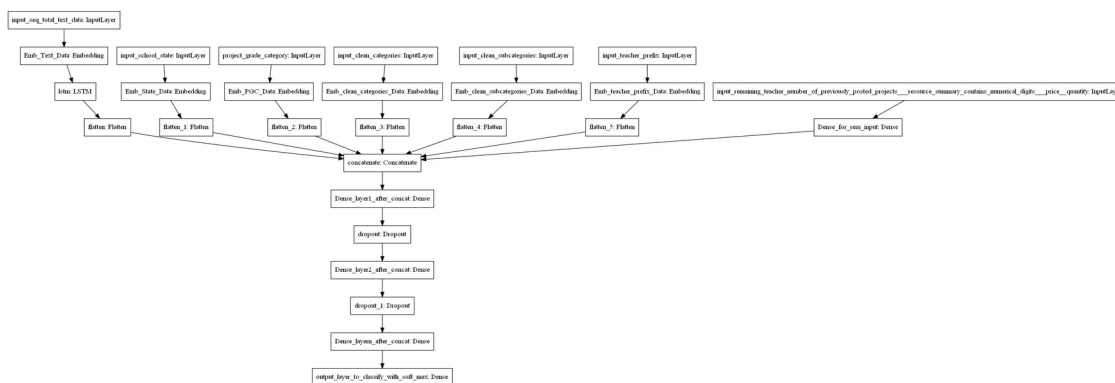 input_seq_total_text_data: InputLayer
Emb_Text_Data: Embedding
input_school_state: InputLayer
project_grade_category: InputLayer
input_clean_categories: InputLayer
input_clean_subcategories: InputLayer
input_teacher_prefix: InputLayer
lstm: LSTM
Emb_State_Data: Embedding
Emb_PGC_Data: Embedding
Emb_clean_categories_Data: Embedding
Emb_clean_subcategories_Data: Embedding
Emb_teacher_prefix_Data: Embedding
input_remaining_teacher_number_of_previously_posted_projects___resource_summary_contains_numerical_digits___price__quantity: InputLay
flatten: Flatten
flatten_1: Flatten
flatten_2: Flatten
flatten_3: Flatten
flatten_4: Flatten
flatten_5: Flatten
Dense_for_rem_input: Dense
concatenate: Concatenate
Dense_layer1_after_concat: Dense
dropout: Dropout
Dense_layer2_after_concat: Dense
dropout_1: Dropout
Dense_layern_after_concat: Dense
output_layer_to_classify_with_soft_max: Dense